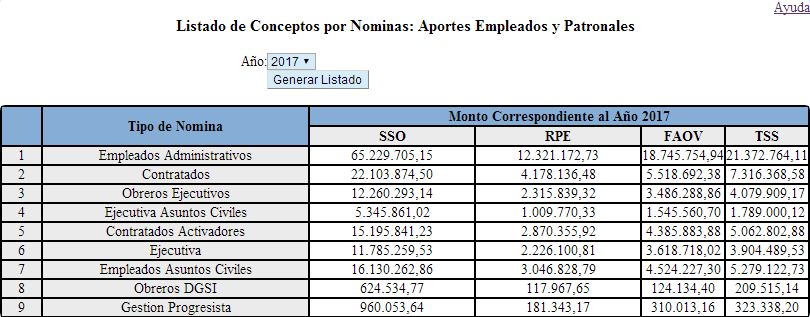 Ayuda
Listado de Conceptos por Nominas: Aportes Empleados y Patronales
Año: 2017
Generar Listado
Tipo de Nomina Monto Correspondiente al Año 2017
SSO RPE FAOV TSS
1 Empleados Administrativos 65.229.705,15 12.321.172,73 18.745.754,94 21.372.764,11
2 Contratados 22.103.874,50 4.178.136,48 5.518.692,38 7.316.368,58
3 Obreros Ejecutivos 12.260.293,14 2.315.839,32 3.486.288,86 4.079.909,17
4 Ejecutiva Asuntos Civiles 5.345.861,02 1.009.770,33 1.545.560,70 1.789.000,12
5 Contratados Activadores 15.195.841,23 2.870.355,92 4.385.883,88 5.062.802,88
6 Ejecutiva 11.785.259,53 2.226.100,81 3.618.718,02 3.904.489,53
7 Empleados Asuntos Civiles 16.130.262,86 3.046.828,79 4.524.227,30 5.279.122,73
8 Obreros DGSI 624.534,77 117.967,65 124.134,40 209.515,14
9 Gestion Progresista 960.053,64 181.343,17 310.013,16 323.338,20